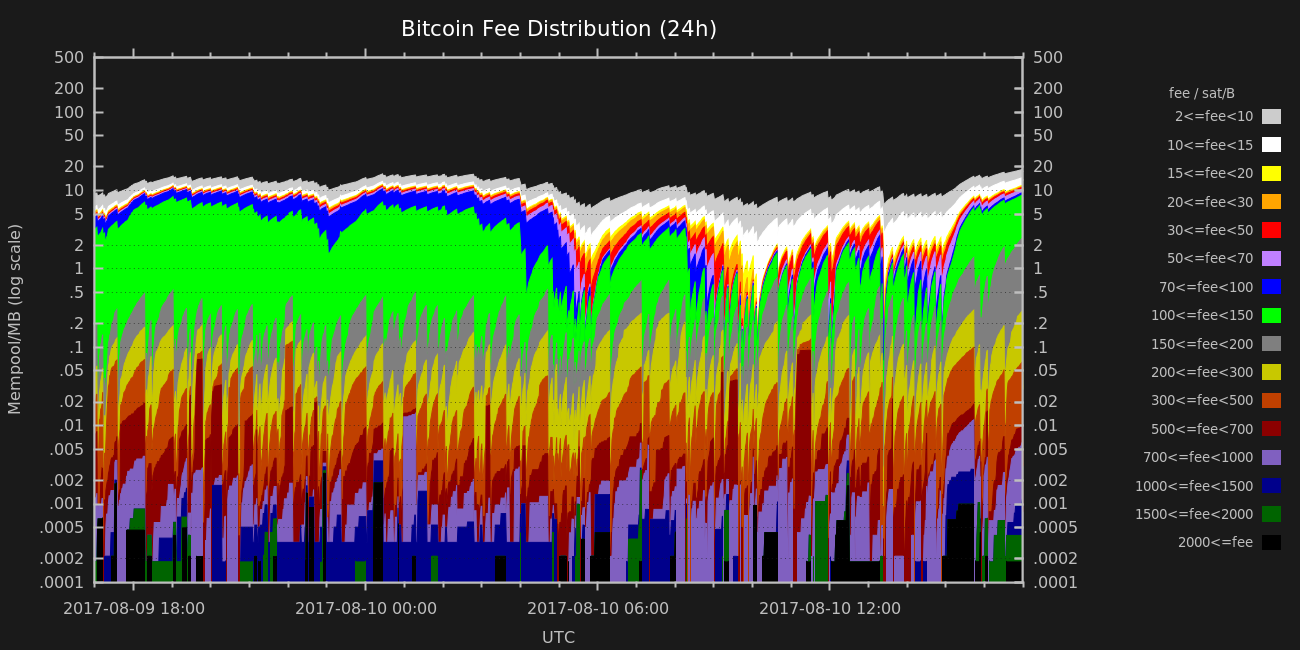 Bitcoin Fee Distribution (24h)
500 500
200 200
100 100
50 50
20 20
10 10
5 5
2 2
1 1
.5 .5
.2 .2
.1 .1
.05 .05
.02 .02
.01 .01
.005 .005
.002 .002
.001 .001
.0005 .0005
.0002 .0002
.0001 .0001
Mempool/MB (log scale)
2017-08-09 18:00 2017-08-10 00:00 2017-08-10 06:00 2017-08-10 12:00
UTC
fee / sat/B
2<=fee<10
10<=fee<15
15<=fee<20
20<=fee<30
30<=fee<50
50<=fee<70
70<=fee<100
100<=fee<150
150<=fee<200
200<=fee<300
300<=fee<500
500<=fee<700
700<=fee<1000
1000<=fee<1500
1500<=fee<2000
2000<=fee